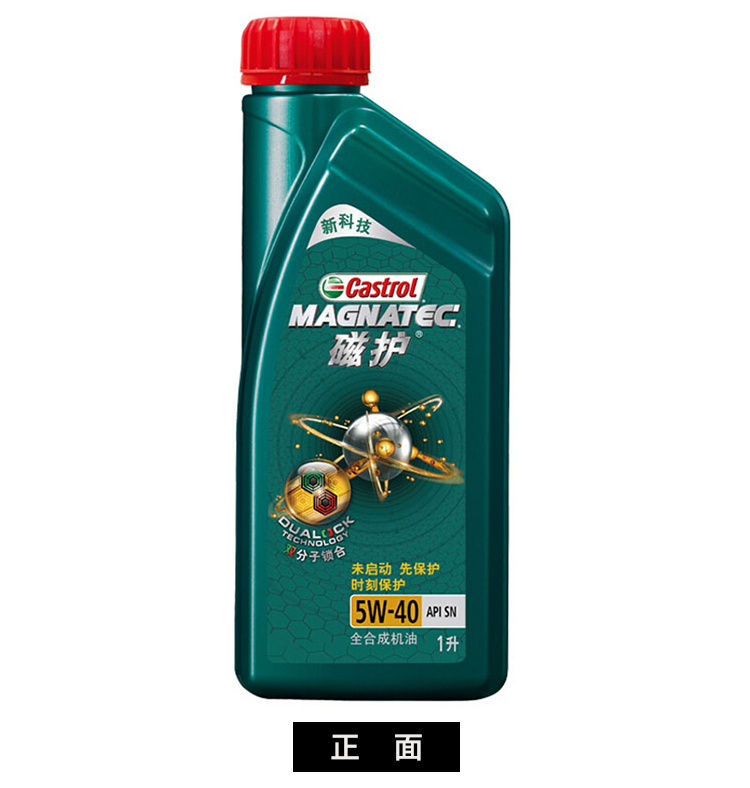 新科技
Castrol
MAGNATEC
磁护®
DUALOCK
TECHNOLOGY
双分子锁合
未启动 先保护
时刻保护
5W-40 API SN
全合成机油 1升
正 面